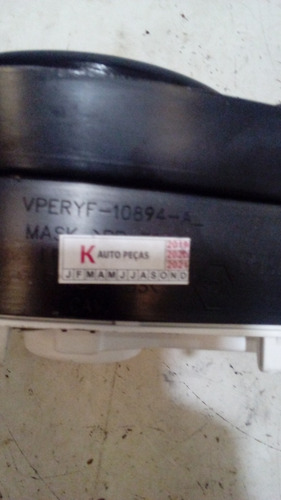 VPERYF-10894-A
MASK
K AUTO PEÇAS
2019
2020
2021
J F M A M J J A S O N D